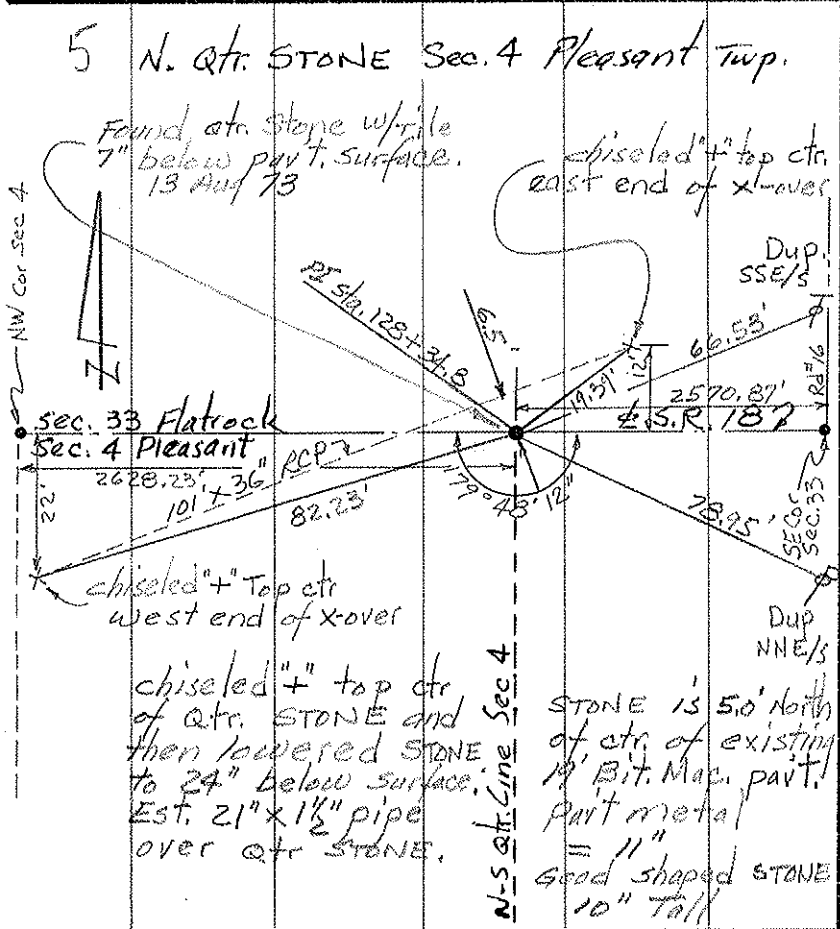 5 N. Qtr. STONE Sec. 4 Pleasant Twp.
Found qtr. Stone w/rile
7" below pav't. surface.
13 Aug 73
chiseled "+" top ctr.
east end of x-over
NW Cor Sec 4
N
PI sta. 128+34.8
5.9
Dup.
SSE/s
66.53'
Rd #16
19.39'
12'
2570.87'
Sec. 33 Flatrock
Sec. 4 Pleasant
℄ S.R. 187
2628.23'
RCP
101' x 36"
22'
82.23'
179° 43' 12"
78.95'
SE Cor
Sec. 33
chiseled "+" Top ctr
west end of x-over
Dup
NNE/s
chiseled "+" top ctr
of Qtr. STONE and
then lowered STONE
to 24" below surface.
Est. 21" x 1½" pipe
over Qtr STONE.
N-S Qtr. Line Sec 4
STONE is 5.0' North
of ctr. of existing
19' Bit. Mac. pav't.
Pav't metal
= 11"
Good shaped STONE
10" Tall